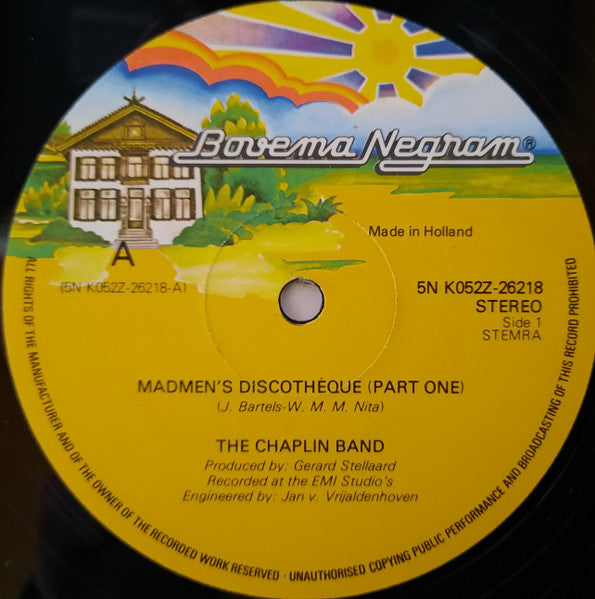 Bovema Negram®
Made in Holland
A
(5N K052Z-26218-A)
5N K052Z-26218
STEREO
Side 1
STEMRA
MADMEN'S DISCOTHÈQUE (PART ONE)
(J. Bartels-W. M. M. Nita)
THE CHAPLIN BAND
Produced by: Gerard Stellaard
Recorded at the EMI Studio's
Engineered by: Jan v. Vrijaldenhoven
ALL RIGHTS OF THE MANUFACTURER AND OF THE OWNER OF THE RECORDED WORK RESERVED · UNAUTHORISED COPYING PUBLIC PERFORMANCE AND BROADCASTING OF THIS RECORD PROHIBITED